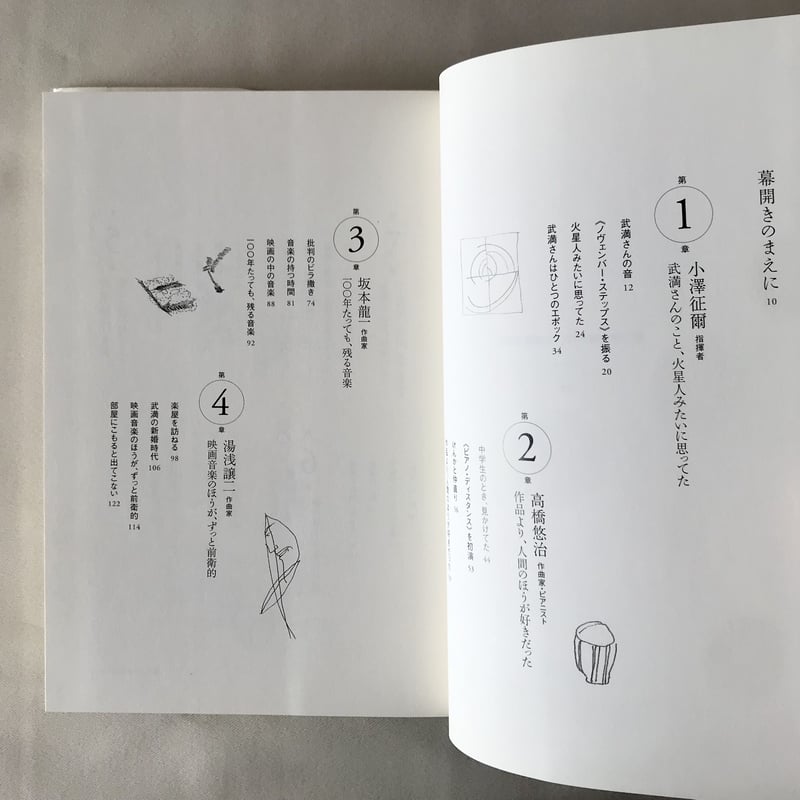 幕開きのまえに 10
第1章 小澤征爾 指揮者
武満さんのこと、火星人みたいに思ってた
武満さんの音 12
《ノヴェンバー・ステップス》を振る 20
火星人みたいに思ってた 24
武満さんはひとつのエポック 34
第2章 高橋悠治 作曲家・ピアニスト
作品より、人間のほうが好きだった
中学生のとき、見かけてた 44
《ピアノ・ディスタンス》を初演 53
けんかと仲直り 56
第3章 坂本龍一 作曲家
一〇〇年たっても、残る音楽
批判のビラ撒き 74
音楽の持つ時間 81
映画の中の音楽 88
一〇〇年たっても、残る音楽 92
第4章 湯浅譲二 作曲家
映画音楽のほうが、ずっと前衛的
楽屋を訪ねる 98
武満の新婚時代 106
映画音楽のほうが、ずっと前衛的 114
部屋にこもると出てこない 122